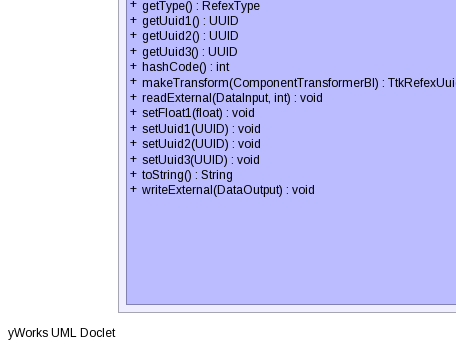 + getType() : RefexType
+ getUuid1() : UUID
+ getUuid2() : UUID
+ getUuid3() : UUID
+ hashCode() : int
+ makeTransform(ComponentTransformerBI) : TtkRefexUui
+ readExternal(DataInput, int) : void
+ setFloat1(float) : void
+ setUuid1(UUID) : void
+ setUuid2(UUID) : void
+ setUuid3(UUID) : void
+ toString() : String
+ writeExternal(DataOutput) : void
yWorks UML Doclet